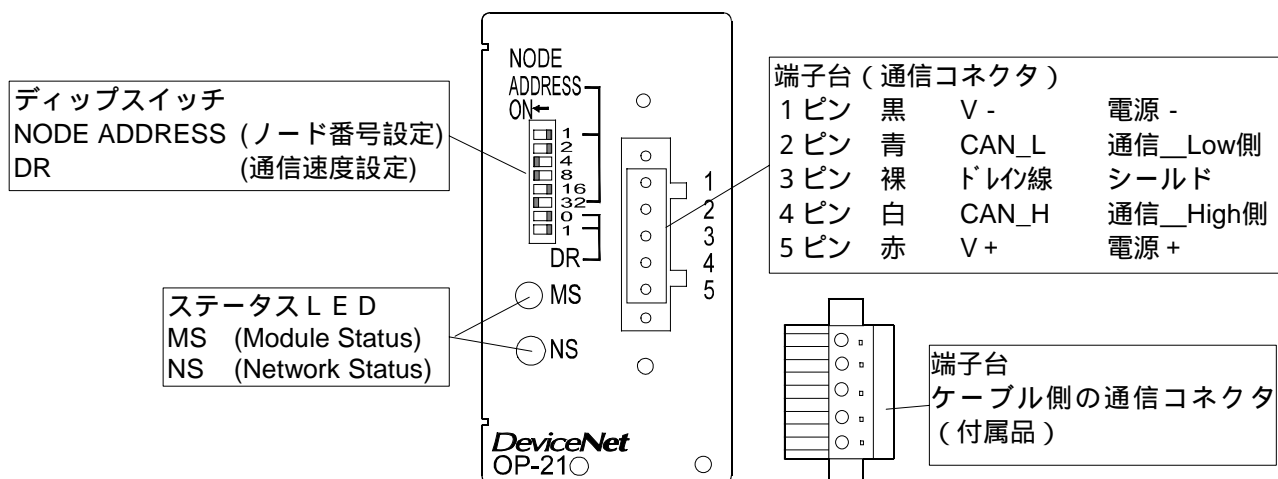 ディップスイッチ
NODE ADDRESS (ノード番号設定)
DR (通信速度設定)
ステータスLED
MS (Module Status)
NS (Network Status)
NODE
ADDRESS
ON←
1
2
4
8
16
32
0
1
DR
MS
NS
1
2
3
4
5
DeviceNet
OP-21
端子台(通信コネクタ)
1ピン 黒 V - 電源 -
2ピン 青 CAN_L 通信__Low側
3ピン 裸 ドレイン線 シールド
4ピン 白 CAN_H 通信__High側
5ピン 赤 V + 電源 +
端子台
ケーブル側の通信コネクタ
(付属品)